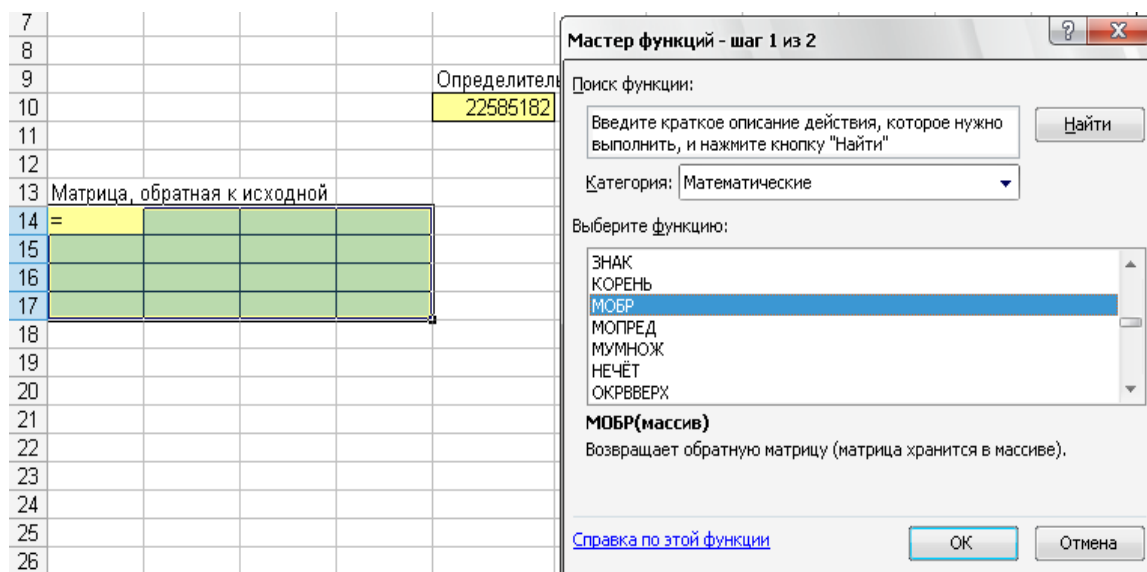 7
8
9 Определитель
10 22585182
11
12
13 Матрица, обратная к исходной
14 =
15
16
17
18
19
20
21
22
23
24
25
26
Мастер функций - шаг 1 из 2
Поиск функции:
Введите краткое описание действия, которое нужно
выполнить, и нажмите кнопку "Найти"
Найти
Категория: Математические
Выберите функцию:
ЗНАК
КОРЕНЬ
МОБР
МОПРЕД
МУМНОЖ
НЕЧЁТ
ОКРВВЕРХ
МОБР(массив)
Возвращает обратную матрицу (матрица хранится в массиве).
Справка по этой функции
ОК
Отмена